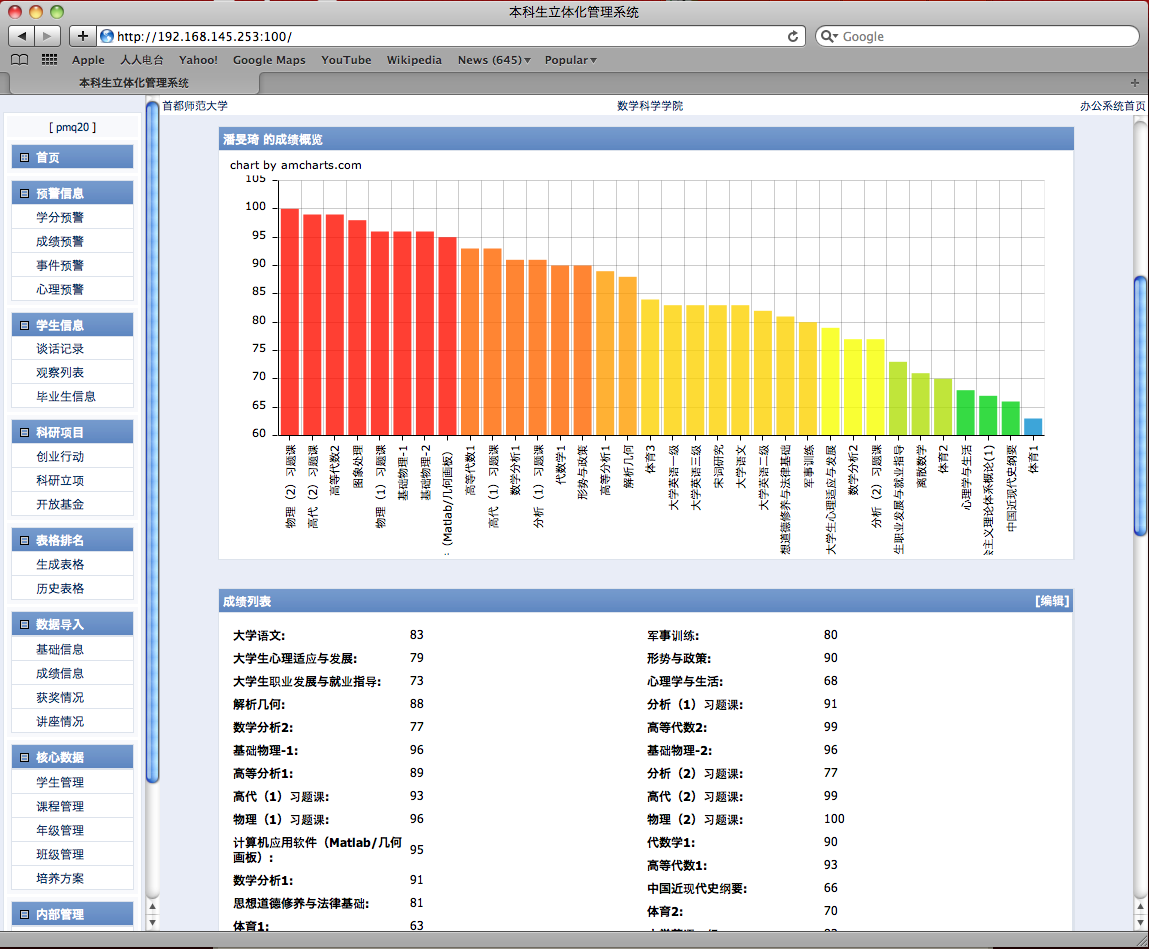 本科生立体化管理系统
http://192.168.145.253:100/
Google
Apple 人人电台 Yahoo! Google Maps YouTube Wikipedia News (645) Popular
本科生立体化管理系统
首都师范大学 数学科学学院 办公系统首页
[ pmq20 ]
首页
预警信息
学分预警
成绩预警
事件预警
心理预警
学生信息
谈话记录
观察列表
毕业生信息
科研项目
创业行动
科研立项
开放基金
表格排名
生成表格
历史表格
数据导入
基础信息
成绩信息
获奖情况
讲座情况
核心数据
学生管理
课程管理
年级管理
班级管理
培养方案
内部管理
潘旻琦 的成绩概览
chart by amcharts.com
105
100
95
90
85
80
75
70
65
60
物理（2）习题课
高代（2）习题课
高等代数2
图象处理
物理（1）习题课
基础物理-1
基础物理-2
（Matlab/几何画板）
高等代数1
高代（1）习题课
数学分析1
分析（1）习题课
代数学1
形势与政策
高等分析1
解析几何
体育3
大学英语一级
大学英语三级
宋词研究
大学语文
大学英语二级
想道德修养与法律基础
军事训练
大学生心理适应与发展
数学分析2
分析（2）习题课
生职业发展与就业指导
离散数学
体育2
心理学与生活
会主义理论体系概论(1)
中国近现代史纲要
体育1
成绩列表 [编辑]
大学语文: 83 军事训练: 80
大学生心理适应与发展: 79 形势与政策: 90
大学生职业发展与就业指导: 73 心理学与生活: 68
解析几何: 88 分析（1）习题课: 91
数学分析2: 77 高等代数2: 99
基础物理-1: 96 基础物理-2: 96
高等分析1: 89 分析（2）习题课: 77
高代（1）习题课: 93 高代（2）习题课: 99
物理（1）习题课: 96 物理（2）习题课: 100
计算机应用软件（Matlab/几何画板）: 95 代数学1: 90
高等代数1: 93
数学分析1: 91 中国近现代史纲要: 66
思想道德修养与法律基础: 81 体育2: 70
体育1: 63